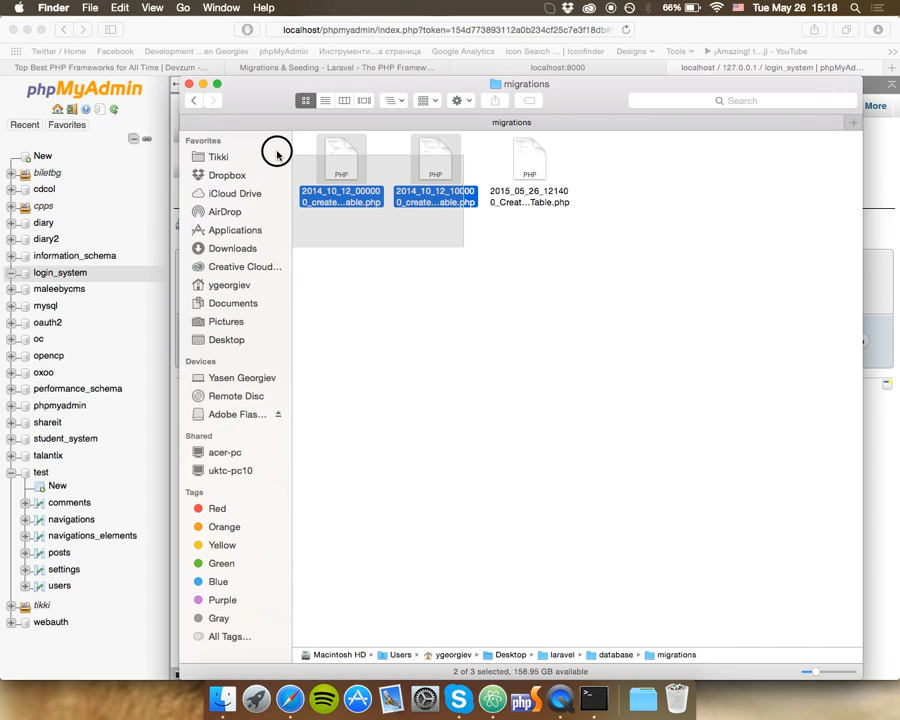 Finder File Edit View Go Window Help 66% Tue May 26 15:18
localhost/phpmyadmin/index.php?token=154d773893112a0b234cf25c7e3f18db#
Twitter / Home Facebook Development ...en Georgiev phpMyAdmin Инструменти...а страница Google Analytics Icon Search ... | Iconfinder Designs Tools ▶ ¡Amazing! t...j - YouTube
Top Best PHP Frameworks for All Time | Devzum - ... Migrations & Seeding - Laravel - The PHP Framew... localhost:8000 localhost / 127.0.0.1 / login_system | phpMyAd...
phpMyAdmin
Recent Favorites
New
biletbg
cdcol
cpps
diary
diary2
information_schema
login_system
maleebycms
mysql
oauth2
oc
opencp
oxoo
performance_schema
phpmyadmin
shareit
student_system
talantix
test
New
comments
navigations
navigations_elements
posts
settings
users
tikki
webauth
migrations
Search
More
migrations
Favorites
Tikki
Dropbox
iCloud Drive
AirDrop
Applications
Downloads
Creative Cloud...
ygeorgiev
Documents
Pictures
Desktop
Devices
Yasen Georgiev
Remote Disc
Adobe Flas...
Shared
acer-pc
uktc-pc10
Tags
Red
Orange
Yellow
Green
Blue
Purple
Gray
All Tags...
PHP PHP PHP
2014_10_12_00000
0_create...able.php
2014_10_12_10000
0_create...able.php
2015_05_26_12140
0_Creat...Table.php
Macintosh HD Users ygeorgiev Desktop laravel database migrations
2 of 3 selected, 158.95 GB available
php